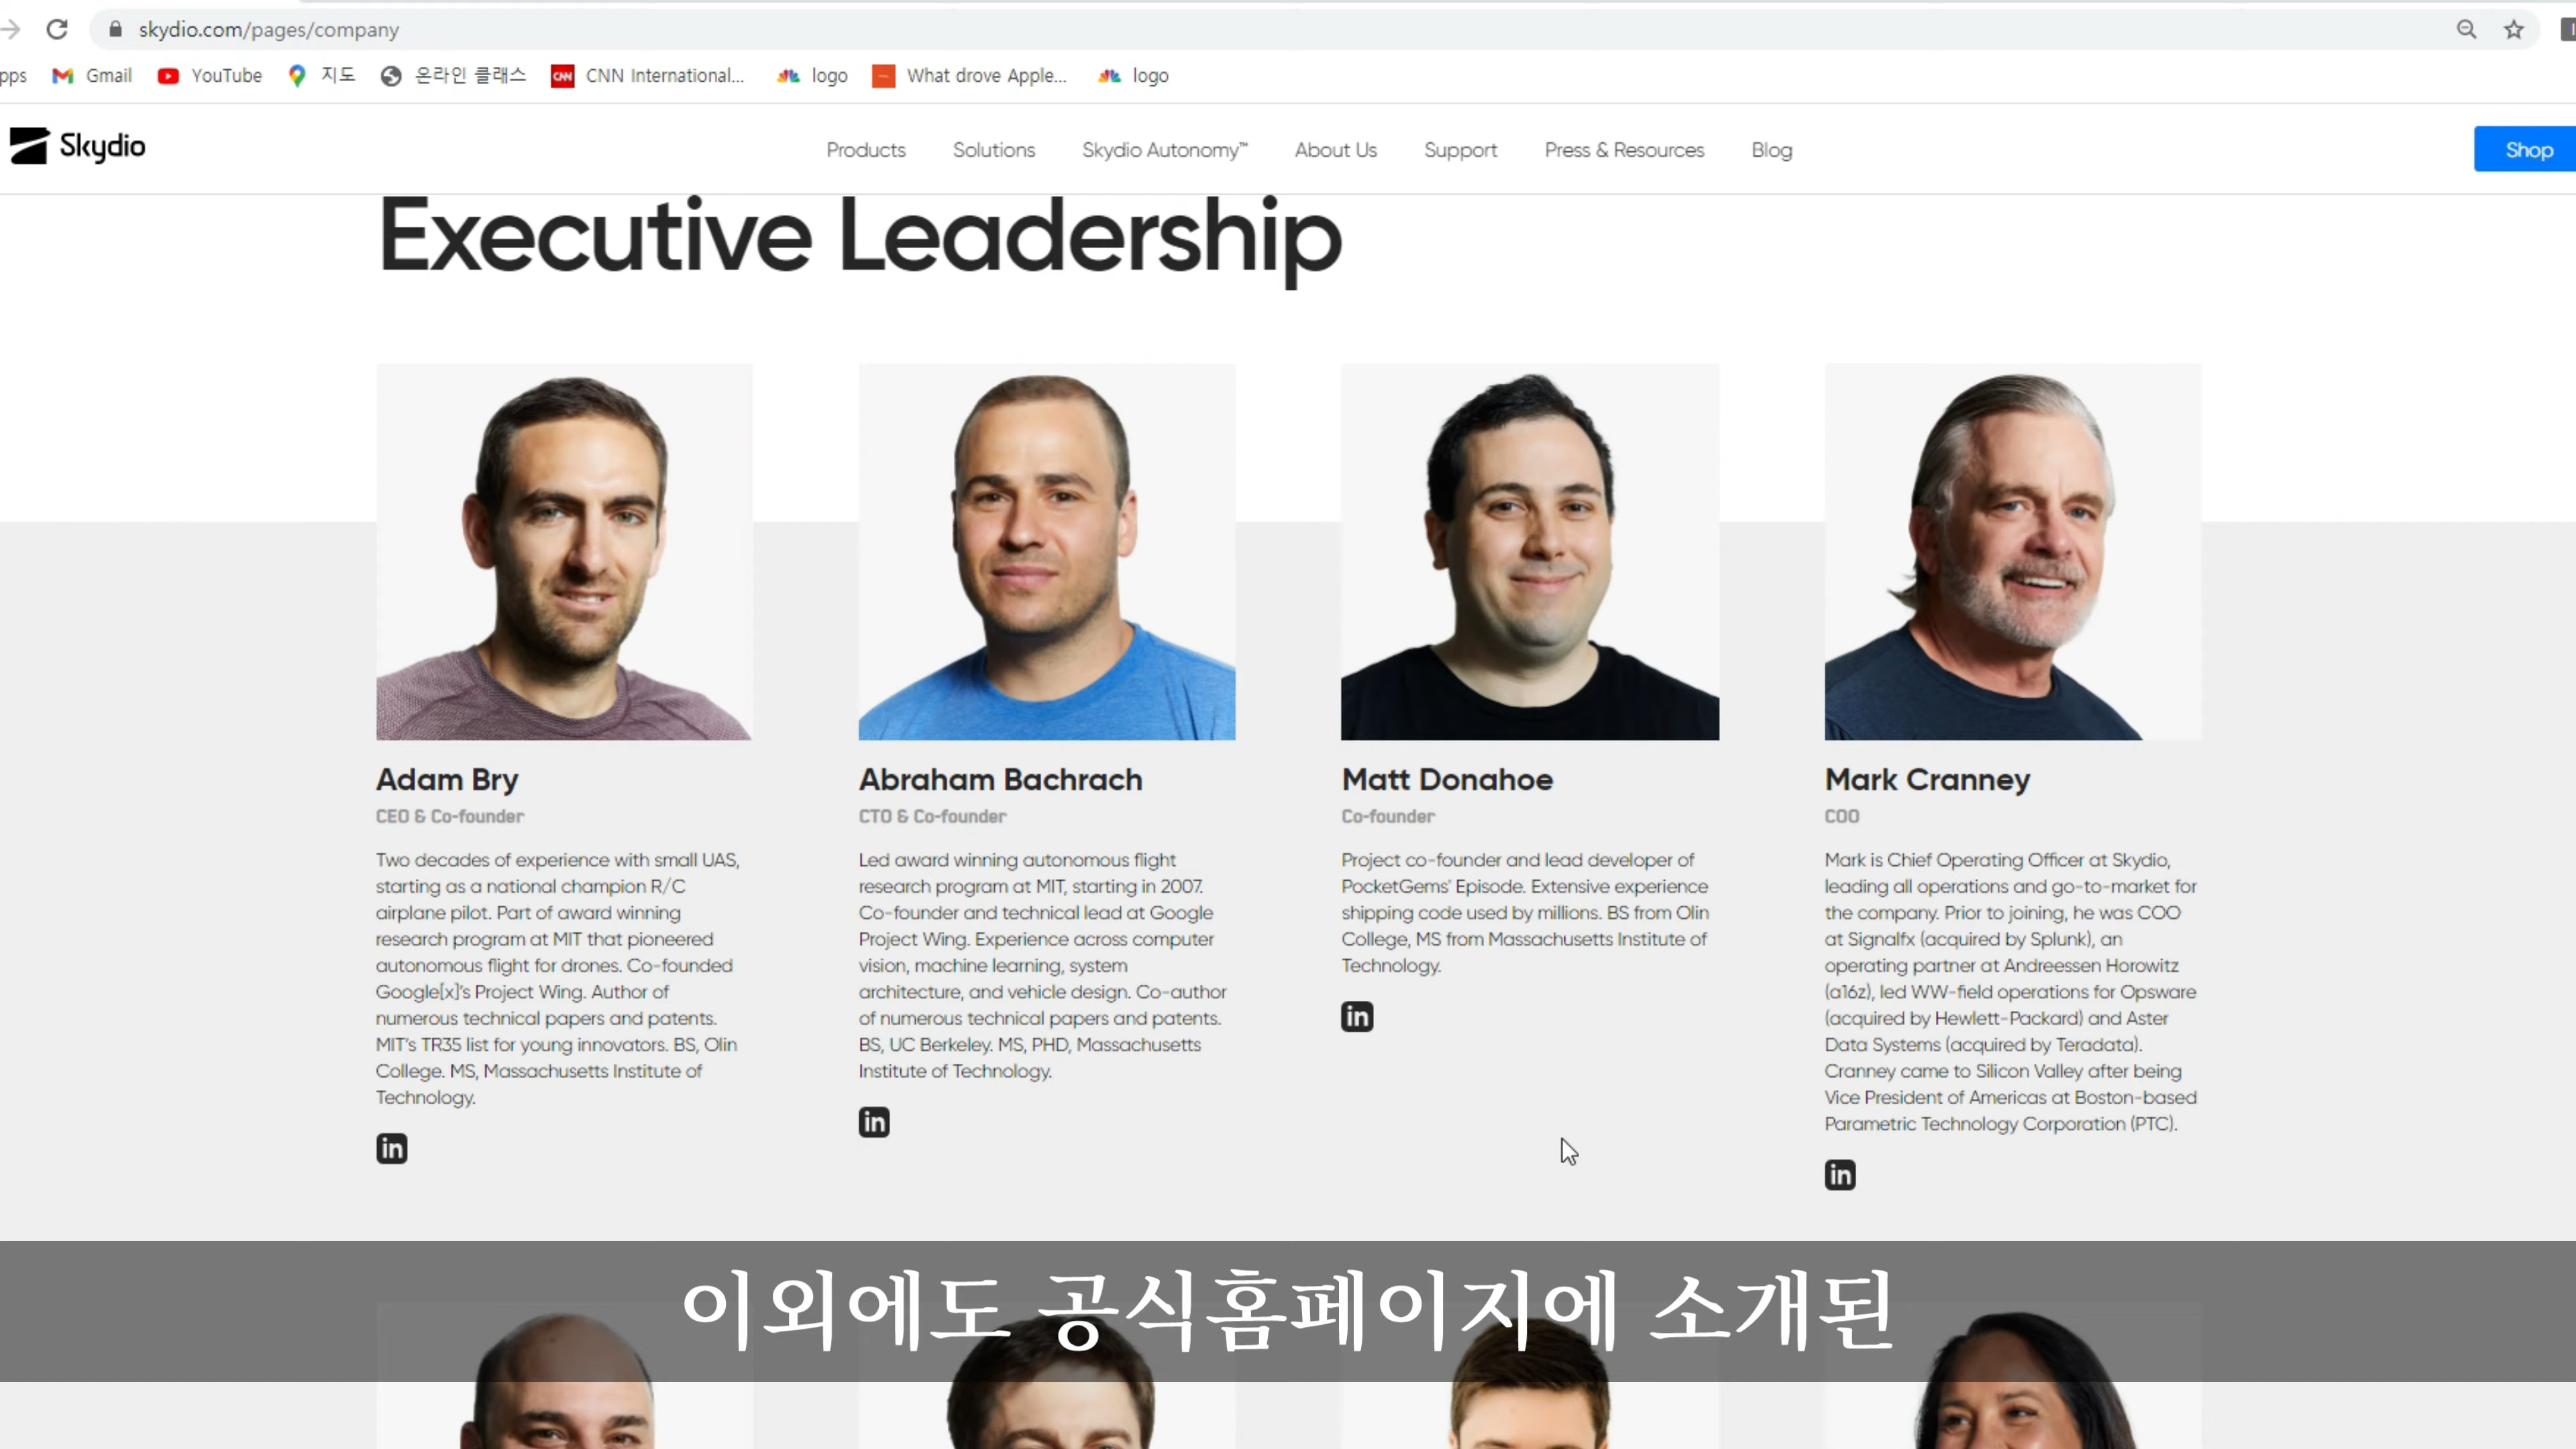 skydio.com/pages/company
pps Gmail YouTube 지도 온라인 클래스 CNN International... logo What drove Apple... logo
Skydio Products Solutions Skydio Autonomy™ About Us Support Press & Resources Blog Shop
Executive Leadership
Adam Bry
CEO & Co-founder
Two decades of experience with small UAS,
starting as a national champion R/C
airplane pilot. Part of award winning
research program at MIT that pioneered
autonomous flight for drones. Co-founded
Google[x]'s Project Wing. Author of
numerous technical papers and patents.
MIT's TR35 list for young innovators. BS, Olin
College. MS, Massachusetts Institute of
Technology.
in
Abraham Bachrach
CTO & Co-founder
Led award winning autonomous flight
research program at MIT, starting in 2007.
Co-founder and technical lead at Google
Project Wing. Experience across computer
vision, machine learning, system
architecture, and vehicle design. Co-author
of numerous technical papers and patents.
BS, UC Berkeley. MS, PHD, Massachusetts
Institute of Technology.
in
Matt Donahoe
Co-founder
Project co-founder and lead developer of
PocketGems' Episode. Extensive experience
shipping code used by millions. BS from Olin
College, MS from Massachusetts Institute of
Technology.
in
Mark Cranney
COO
Mark is Chief Operating Officer at Skydio,
leading all operations and go-to-market for
the company. Prior to joining, he was COO
at Signalfx (acquired by Splunk), an
operating partner at Andreessen Horowitz
(a16z), led WW-field operations for Opsware
(acquired by Hewlett-Packard) and Aster
Data Systems (acquired by Teradata).
Cranney came to Silicon Valley after being
Vice President of Americas at Boston-based
Parametric Technology Corporation (PTC).
in
이외에도 공식홈페이지에 소개된